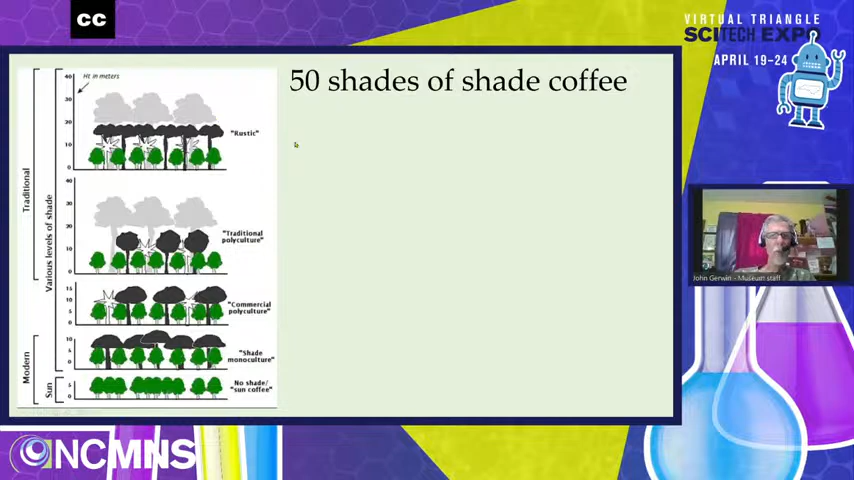 CC
VIRTUAL TRIANGLE
SCITECH EXPO
APRIL 19-24
50 shades of shade coffee
Ht in meters
40
30
20
10
0
"Rustic"
40
30
20
10
0
"Traditional
polyculture"
15
10
5
0
"Commercial
polyculture"
10
5
0
"Shade
monoculture"
5
0
No shade/
"sun coffee"
Traditional
Various levels of shade
Modern
Sun
John Gerwin - Museum staff
NCMNS